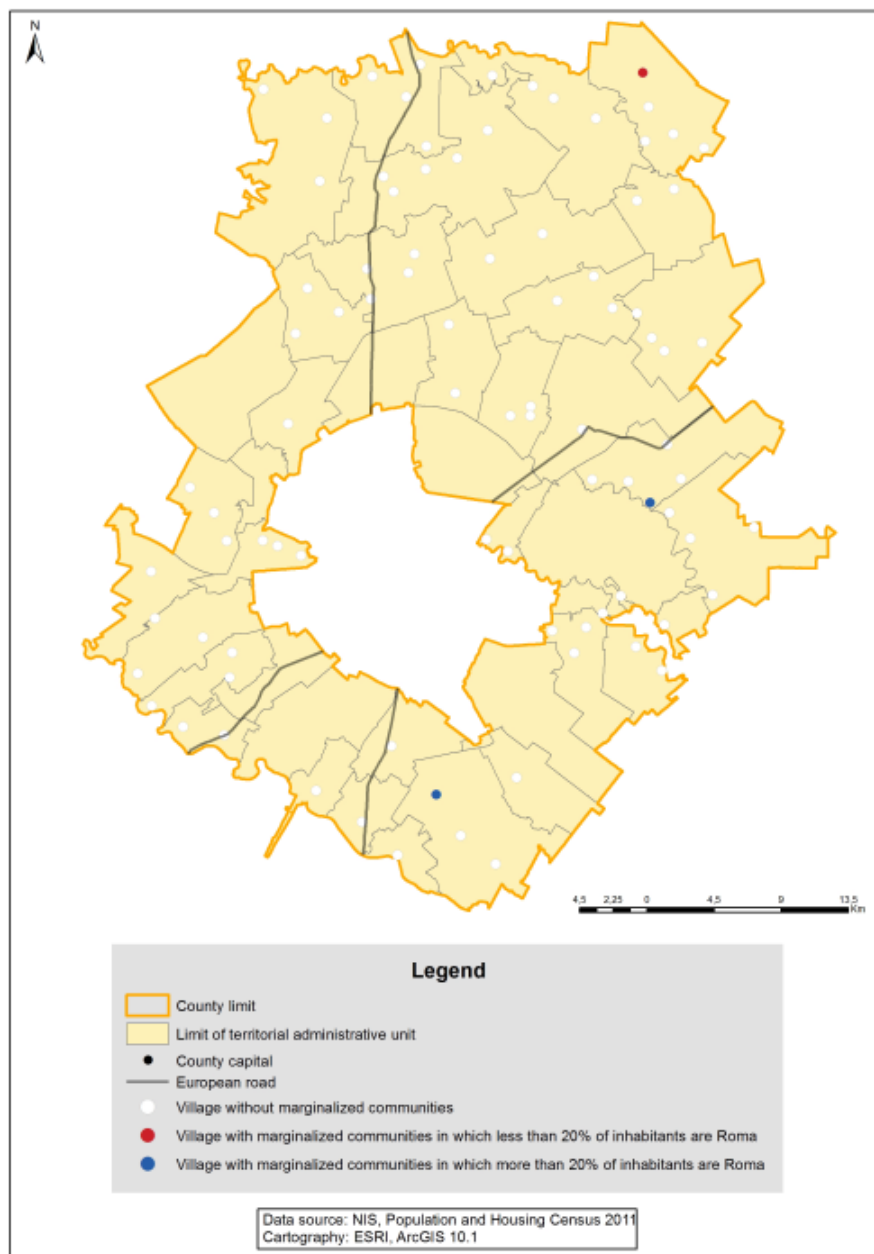 N
4,5 2,25 0 4,5 9 13,5
Km
Legend
County limit
Limit of territorial administrative unit
County capital
European road
Village without marginalized communities
Village with marginalized communities in which less than 20% of inhabitants are Roma
Village with marginalized communities in which more than 20% of inhabitants are Roma
Data source: NIS, Population and Housing Census 2011
Cartography: ESRI, ArcGIS 10.1